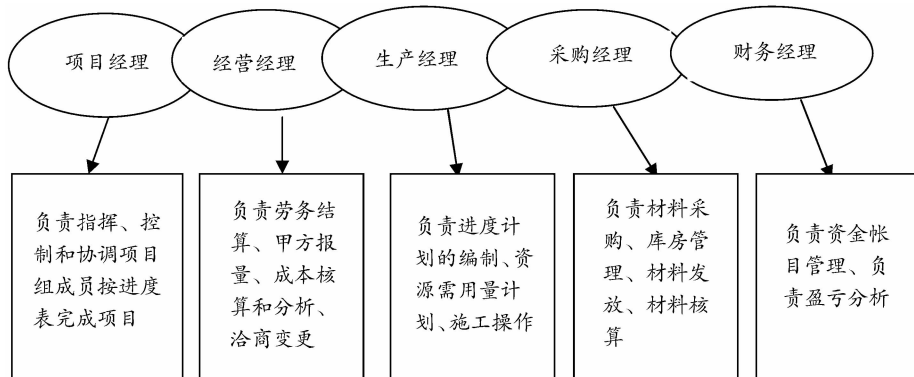 项目经理
经营经理
生产经理
采购经理
财务经理
负责指挥、控
制和协调项目
组成员按进度
表完成项目
负责劳务结
算、甲方报
量、成本核
算和分析、
洽商变更
负责进度计
划的编制、资
源需用量计
划、施工操作
负责材料采
购、库房管
理、材料发
放、材料核
算
负责资金帐
目管理、负
责盈亏分析